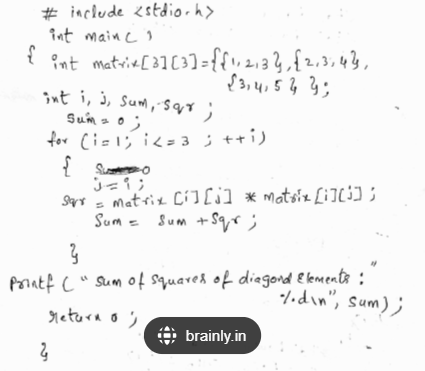 # include <stdio.h>
int main( )
{ int matrix[3][3]={{1,2,3},{2,3,4},
{3,4,5} };
int i, j, sum, sqr ;
sum = 0 ;
for (i=1; i<=3 ; ++i)
{
j = i ;
sqr = matrix [i][j] * matrix [i][j] ;
sum = sum + sqr ;
}
Printf ( " sum of squares of diagonal elements : "
%d\n", sum) ;
return 0 ;
}
brainly.in